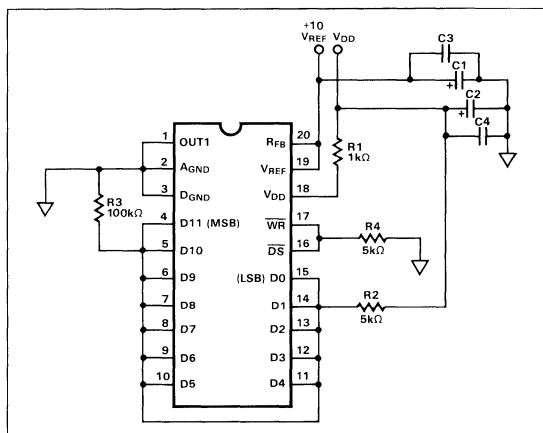 +10
VREF VDD
C3
C1
+
C2
+
C4
R1
1kΩ
1 OUT1 RFB 20
2 AGND VREF 19
3 DGND VDD 18
R3
100kΩ
4 D11 (MSB) WR 17
5 D10 DS 16
R4
5kΩ
6 D9 (LSB) D0 15
7 D8 D1 14
R2
5kΩ
8 D7 D2 13
9 D6 D3 12
10 D5 D4 11